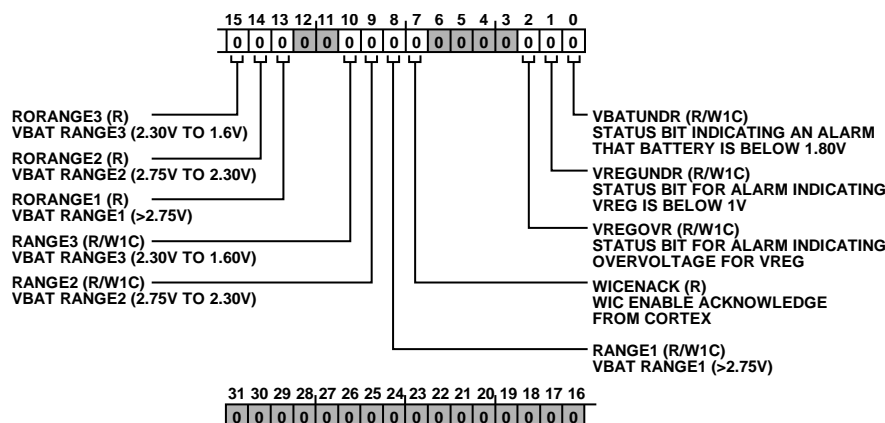 15 14 13 12 11 10 9 8 7 6 5 4 3 2 1 0
0 0 0 0 0 0 0 0 0 0 0 0 0 0 0 0
RORANGE3 (R)
VBAT RANGE3 (2.30V TO 1.6V)
RORANGE2 (R)
VBAT RANGE2 (2.75V TO 2.30V)
RORANGE1 (R)
VBAT RANGE1 (>2.75V)
RANGE3 (R/W1C)
VBAT RANGE3 (2.30V TO 1.60V)
RANGE2 (R/W1C)
VBAT RANGE2 (2.75V TO 2.30V)
VBATUNDR (R/W1C)
STATUS BIT INDICATING AN ALARM
THAT BATTERY IS BELOW 1.80V
VREGUNDR (R/W1C)
STATUS BIT FOR ALARM INDICATING
VREG IS BELOW 1V
VREGOVR (R/W1C)
STATUS BIT FOR ALARM INDICATING
OVERVOLTAGE FOR VREG
WICENACK (R)
WIC ENABLE ACKNOWLEDGE
FROM CORTEX
RANGE1 (R/W1C)
VBAT RANGE1 (>2.75V)
31 30 29 28 27 26 25 24 23 22 21 20 19 18 17 16
0 0 0 0 0 0 0 0 0 0 0 0 0 0 0 0